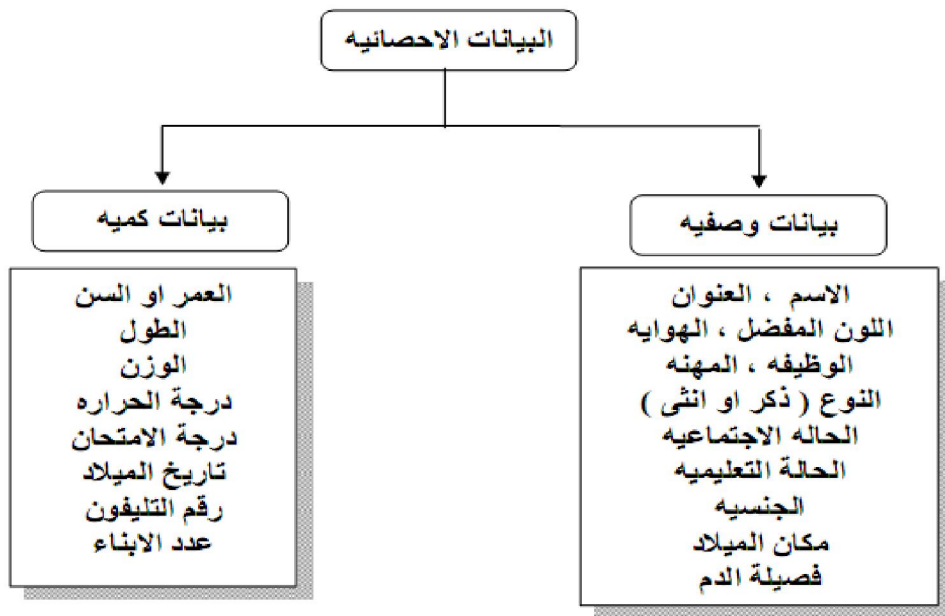 البيانات الاحصائيه
بيانات وصفيه
الاسم ، العنوان
اللون المفضل ، الهوايه
الوظيفه ، المهنه
النوع ( ذكر او انثى )
الحاله الاجتماعيه
الحالة التعليميه
الجنسيه
مكان الميلاد
فصيلة الدم
بيانات كميه
العمر او السن
الطول
الوزن
درجة الحراره
درجة الامتحان
تاريخ الميلاد
رقم التليفون
عدد الابناء